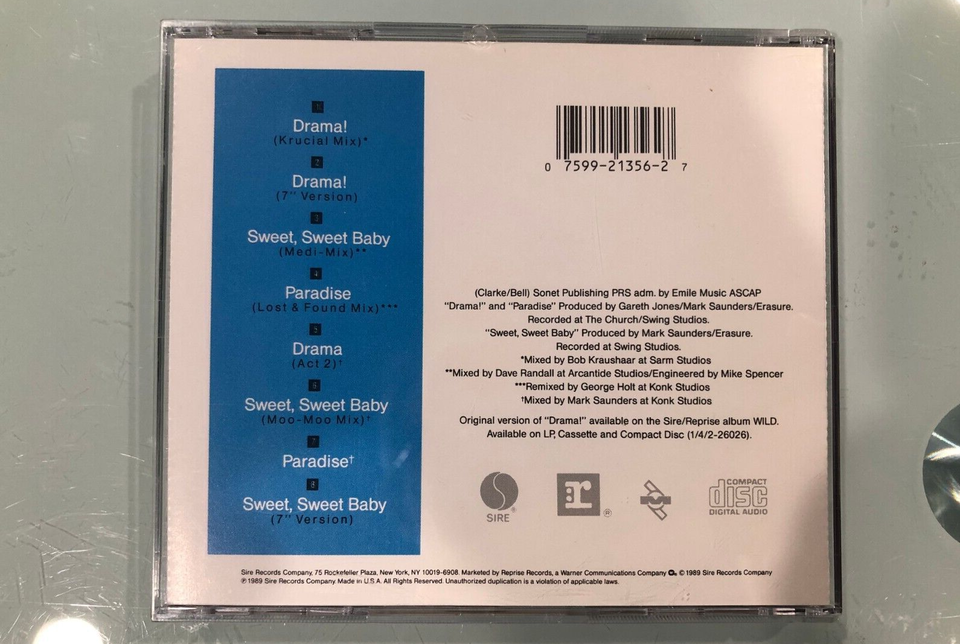 1
Drama!
(Krucial Mix)*
2
Drama!
(7" Version)
3
Sweet, Sweet Baby
(Medi-Mix)**
4
Paradise
(Lost & Found Mix)***
5
Drama
(Act 2)†
6
Sweet, Sweet Baby
(Moo-Moo Mix)†
7
Paradise†
8
Sweet, Sweet Baby
(7" Version)
0 7599-21356-2 7
(Clarke/Bell) Sonet Publishing PRS adm. by Emile Music ASCAP
"Drama!" and "Paradise" Produced by Gareth Jones/Mark Saunders/Erasure.
Recorded at The Church/Swing Studios.
"Sweet, Sweet Baby" Produced by Mark Saunders/Erasure.
Recorded at Swing Studios.
*Mixed by Bob Kraushaar at Sarm Studios
**Mixed by Dave Randall at Arcantide Studios/Engineered by Mike Spencer
***Remixed by George Holt at Konk Studios
†Mixed by Mark Saunders at Konk Studios
Original version of "Drama!" available on the Sire/Reprise album WILD.
Available on LP, Cassette and Compact Disc (1/4/2-26026).
SIRE®
r ®
COMPACT
disc
DIGITAL AUDIO
Sire Records Company, 75 Rockefeller Plaza, New York, NY 10019-6908. Marketed by Reprise Records, a Warner Communications Company © 1989 Sire Records Company
℗ 1989 Sire Records Company. Made in U.S.A. All Rights Reserved. Unauthorized duplication is a violation of applicable laws.